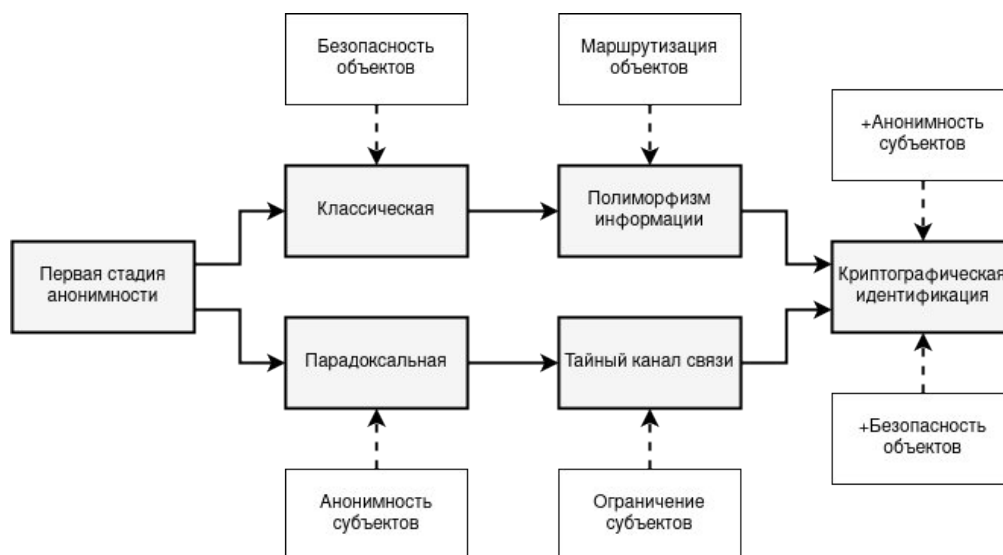 Безопасность
объектов
Маршрутизация
объектов
+Анонимность
субъектов
Классическая
Полиморфизм
информации
Первая стадия
анонимности
Криптографическая
идентификация
Парадоксальная
Тайный канал связи
+Безопасность
объектов
Анонимность
субъектов
Ограничение
субъектов